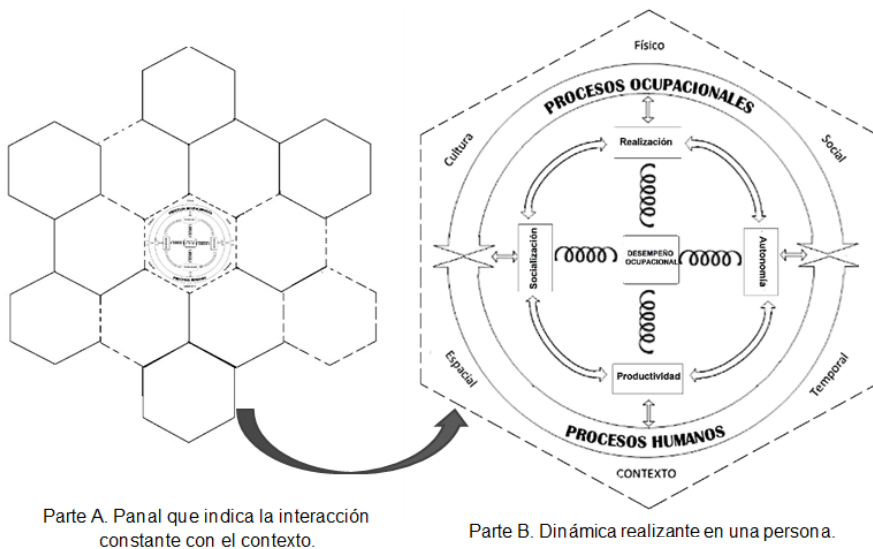 Físico
PROCESOS OCUPACIONALES
Cultura
Social
Realización
Socialización
DESEMPEÑO
OCUPACIONAL
Autonomía
Productividad
Espacial
Temporal
PROCESOS HUMANOS
CONTEXTO
Parte A. Panal que indica la interacción
constante con el contexto.
Parte B. Dinámica realizante en una persona.